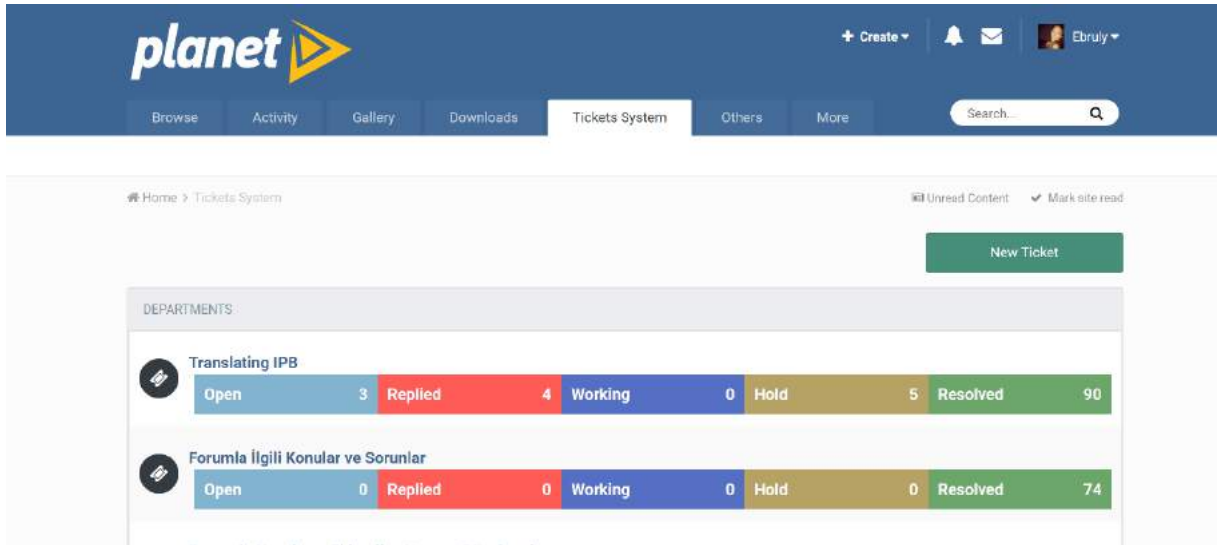 planet
+ Create
Ebruly
Browse Activity Gallery Downloads Tickets System Others More Search...
Home > Tickets System Unread Content Mark site read
New Ticket
DEPARTMENTS
Translating IPB
Open 3 Replied 4 Working 0 Hold 5 Resolved 90
Forumla İlgili Konular ve Sorunlar
Open 0 Replied 0 Working 0 Hold 0 Resolved 74